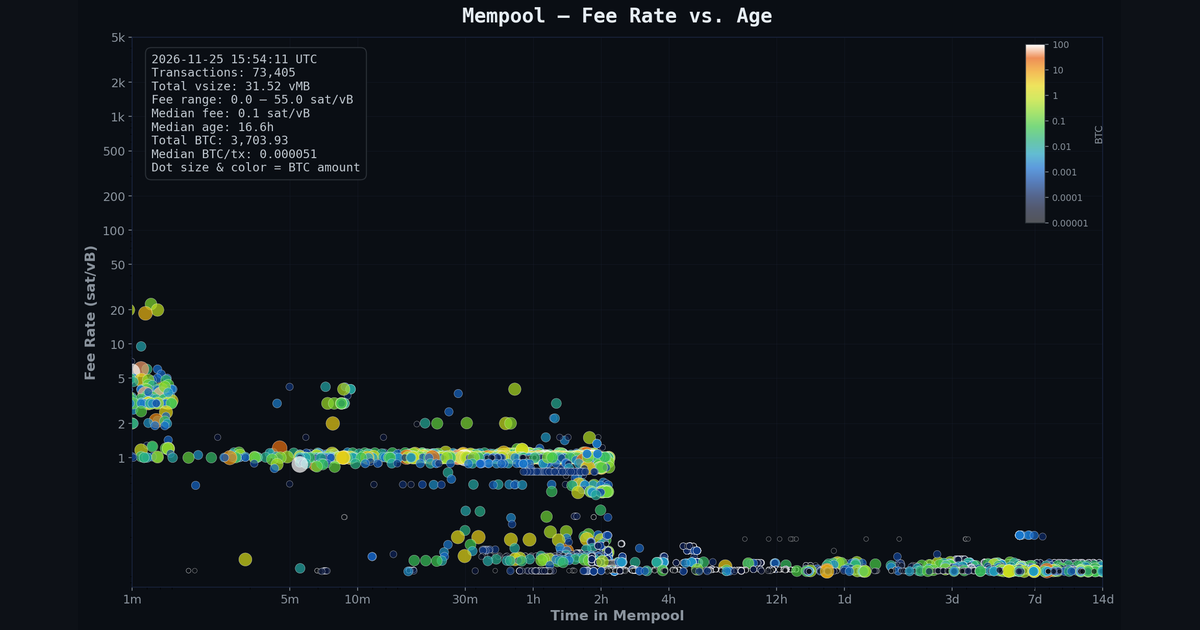 Mempool — Fee Rate vs. Age
2026-11-25 15:54:11 UTC
Transactions: 73,405
Total vsize: 31.52 vMB
Fee range: 0.0 — 55.0 sat/vB
Median fee: 0.1 sat/vB
Median age: 16.6h
Total BTC: 3,703.93
Median BTC/tx: 0.000051
Dot size & color = BTC amount
5k
2k
1k
500
200
100
50
20
10
5
2
1
Fee Rate (sat/vB)
100
10
1
0.1
0.01
0.001
0.0001
0.00001
BTC
1m 5m 10m 30m 1h 2h 4h 12h 1d 3d 7d 14d
Time in Mempool